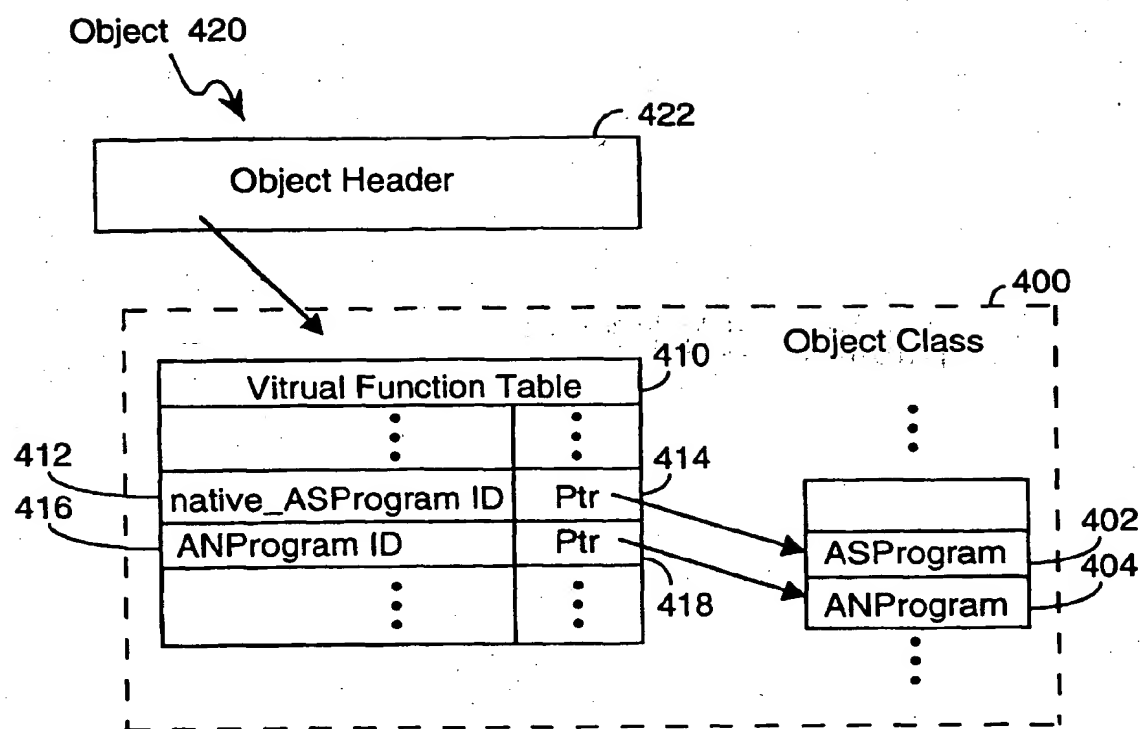 Object 420
422
Object Header
400
Object Class
410
Vitrual Function Table
412
native_ASProgram ID
Ptr
414
416
ANProgram ID
Ptr
418
ASProgram
402
ANProgram
404